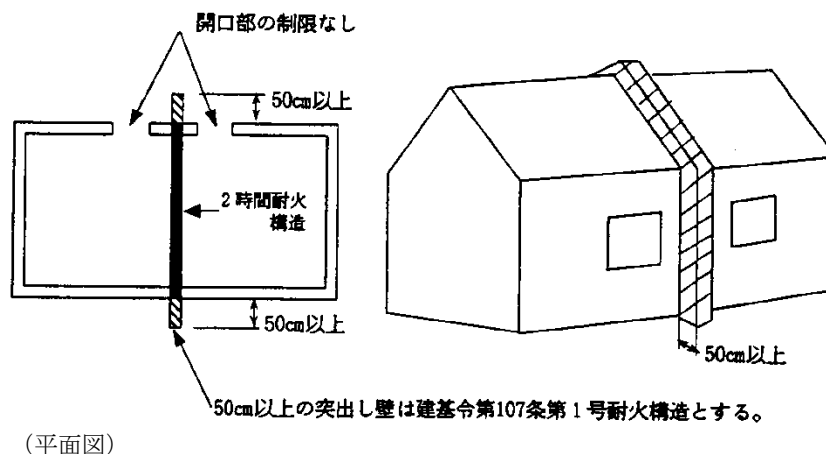 開口部の制限なし
50cm以上
2時間耐火
構造
50cm以上
50cm以上
50cm以上の突出し壁は建基令第107条第1号耐火構造とする。
(平面図)